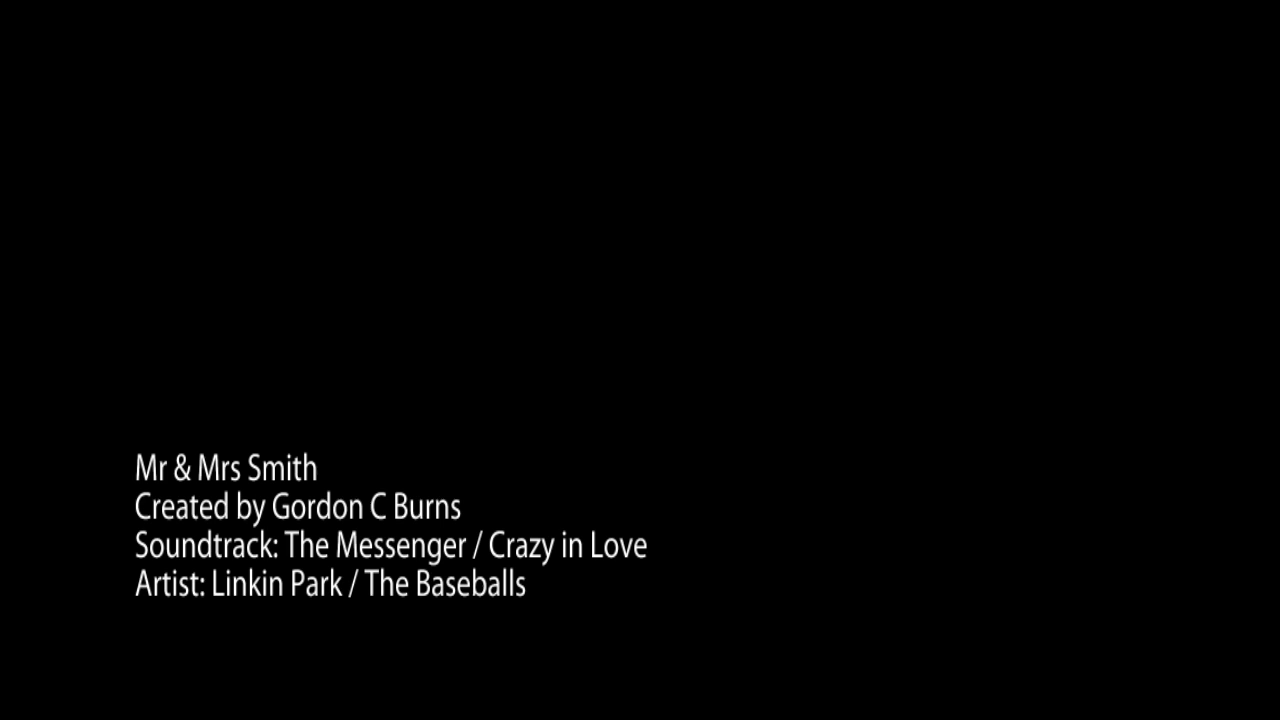 Mr & Mrs Smith
Created by Gordon C Burns
Soundtrack: The Messenger / Crazy in Love
Artist: Linkin Park / The Baseballs